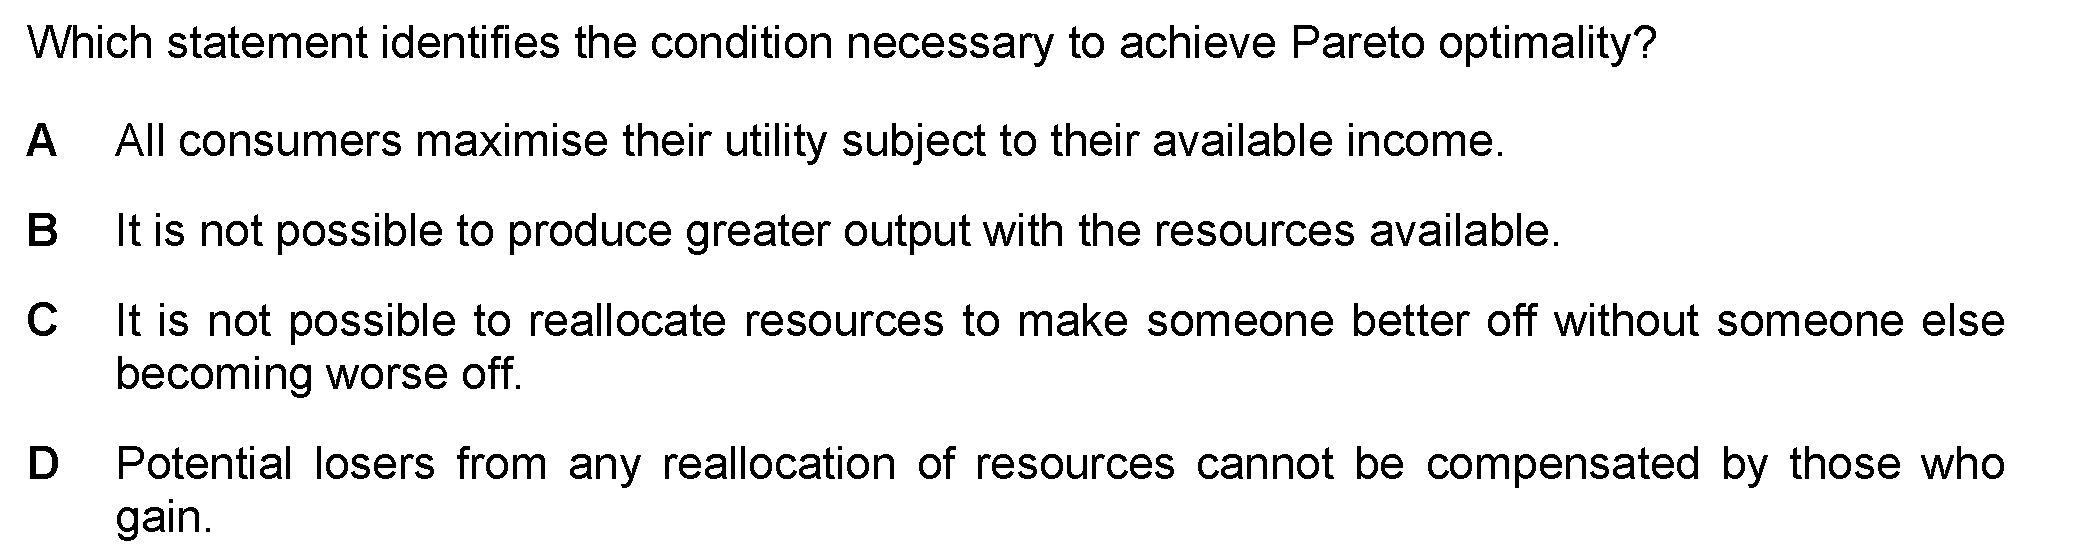 Which statement identifies the condition necessary to achieve Pareto optimality?
A All consumers maximise their utility subject to their available income.
B It is not possible to produce greater output with the resources available.
C It is not possible to reallocate resources to make someone better off without someone else
becoming worse off.
D Potential losers from any reallocation of resources cannot be compensated by those who
gain.